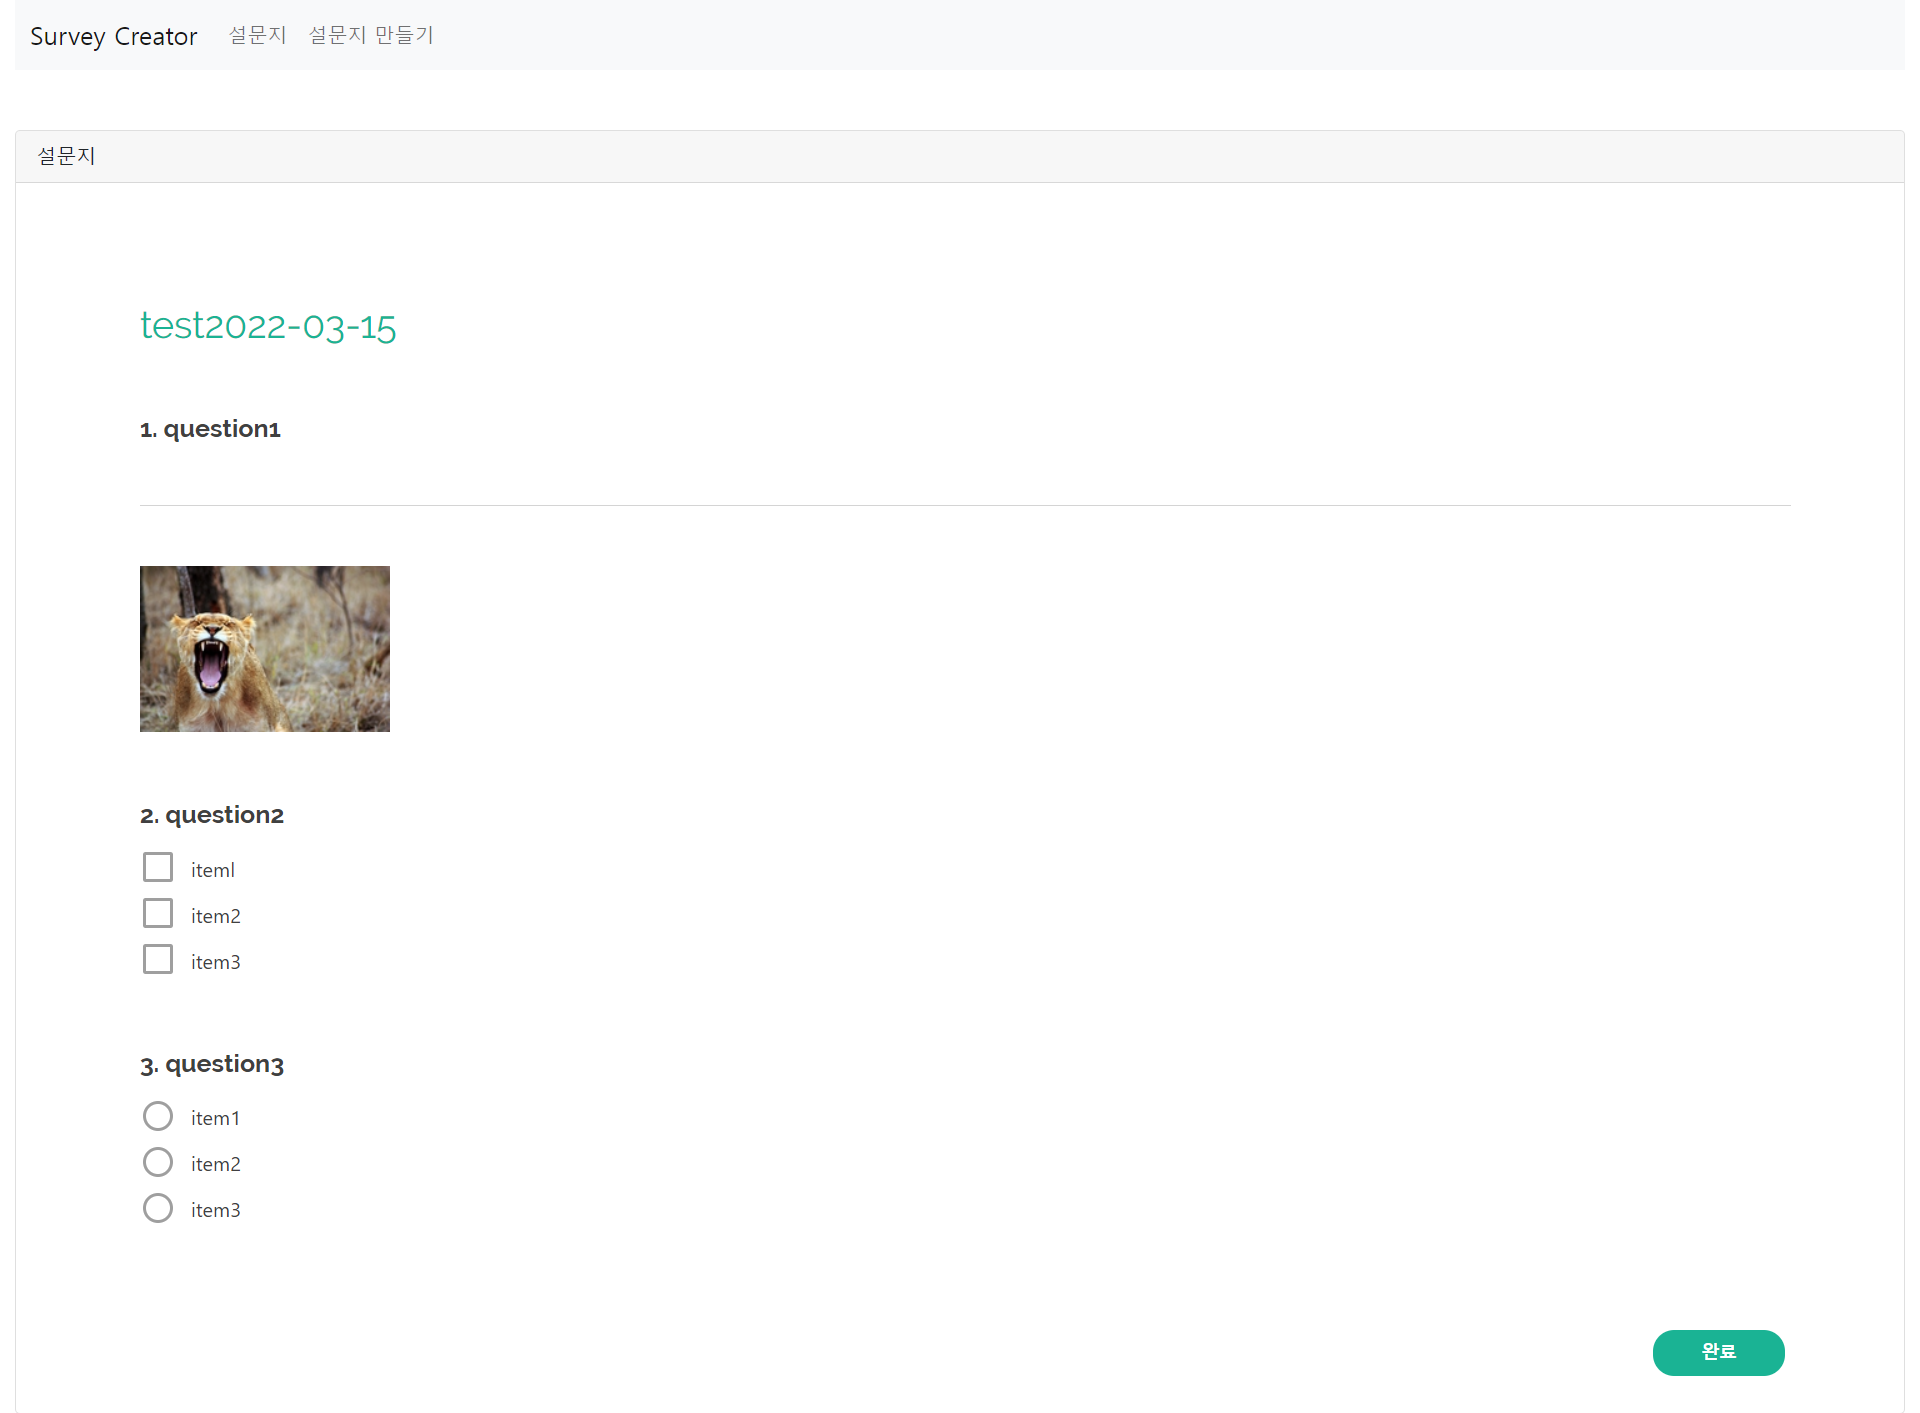 Survey Creator 설문지 설문지 만들기
설문지
test2022-03-15
1. question1
2. question2
iteml
item2
item3
3. question3
item1
item2
item3
완료